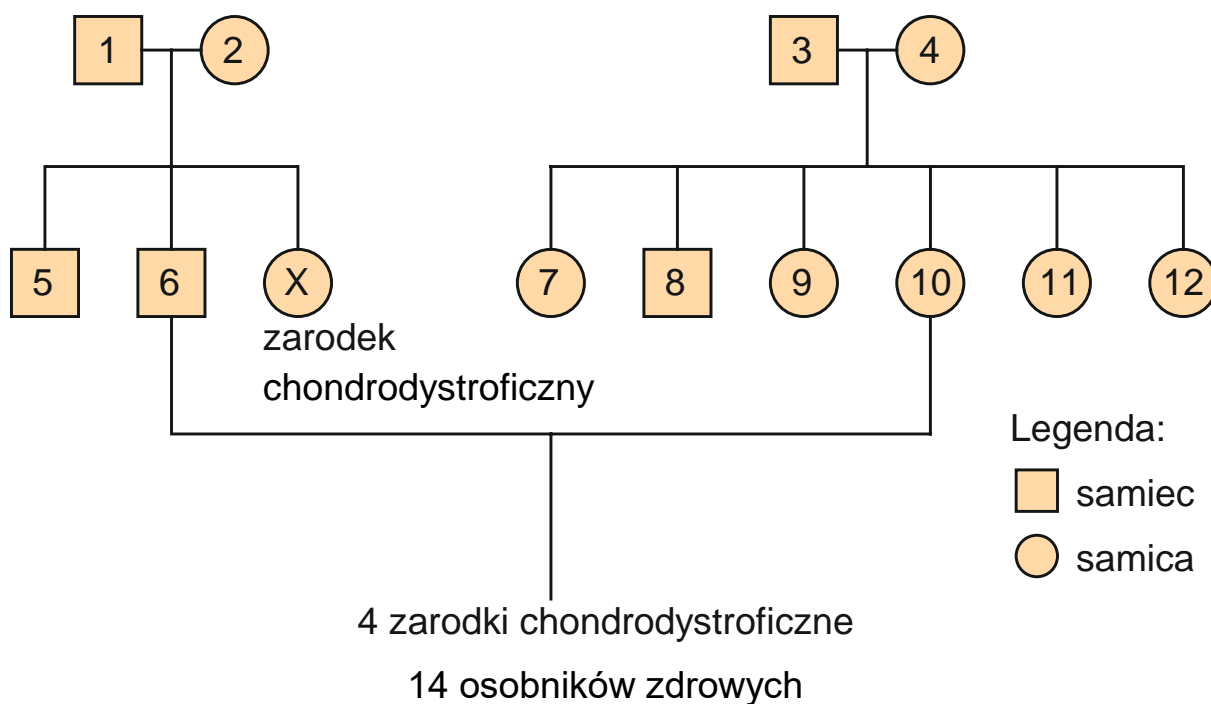 1 2 3 4
5 6 X 7 8 9 10 11 12
zarodek
chondrodystroficzny
Legenda:
samiec
samica
4 zarodki chondrodystroficzne
14 osobników zdrowych